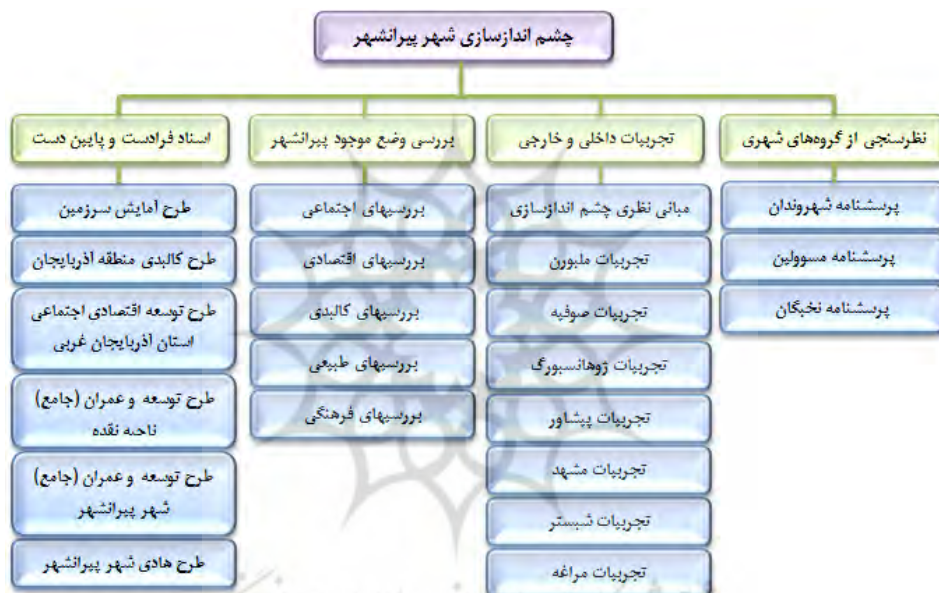 چشم اندازسازی شهر پیرانشهر
نظرسنجی از گروه‌های شهری
پرسشنامه شهروندان
پرسشنامه مسوولین
پرسشنامه نخبگان
تجربیات داخلی و خارجی
مبانی نظری چشم اندازسازی
تجربیات ملبورن
تجربیات صوفیه
تجربیات ژوهانسبورگ
تجربیات پیشاور
تجربیات مشهد
تجربیات شبستر
تجربیات مراغه
بررسی وضع موجود پیرانشهر
بررسیهای اجتماعی
بررسیهای اقتصادی
بررسیهای کالبدی
بررسیهای طبیعی
بررسیهای فرهنگی
اسناد فرادست و پایین دست
طرح آمایش سرزمین
طرح کالبدی منطقه آذربایجان
طرح توسعه اقتصادی اجتماعی
استان آذربایجان غربی
طرح توسعه و عمران (جامع)
ناحیه نقده
طرح توسعه و عمران (جامع)
شهر پیرانشهر
طرح هادی شهر پیرانشهر